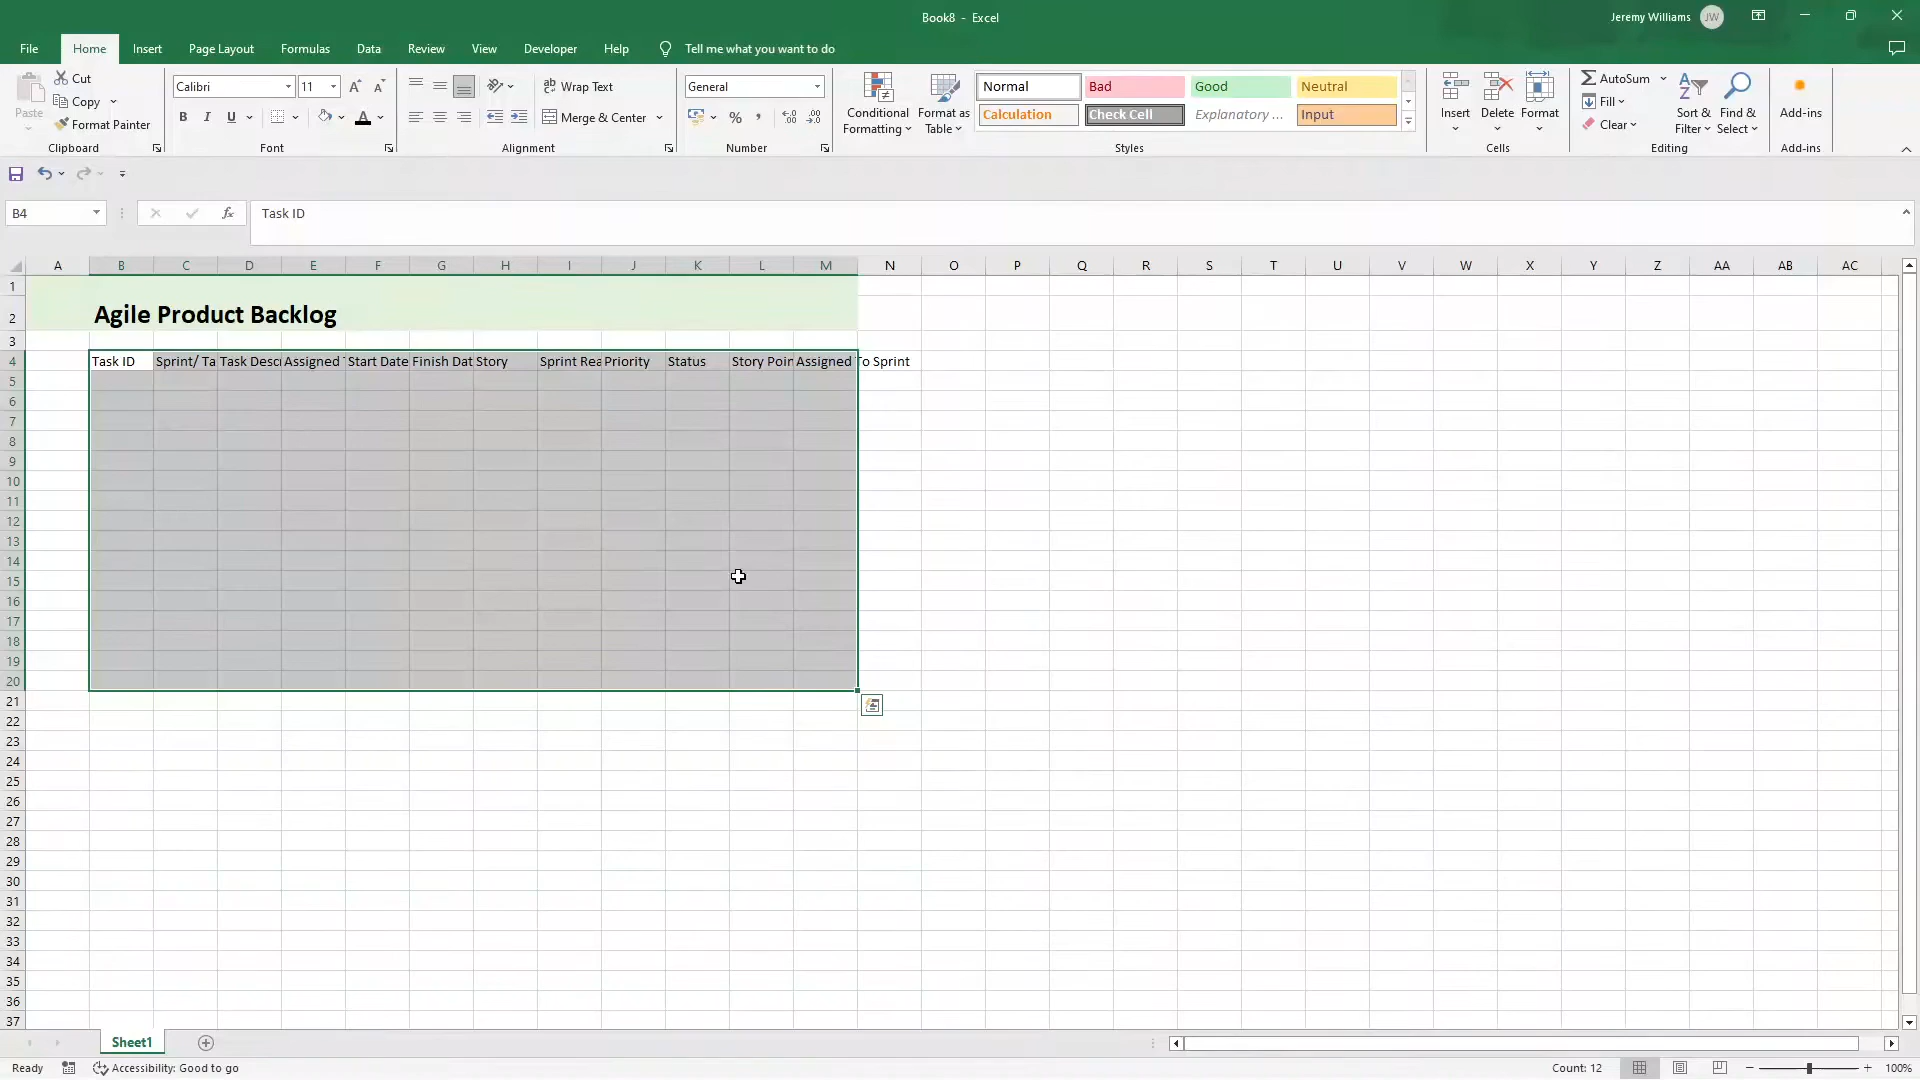 Book8 - Excel
Jeremy Williams JW
File Home Insert Page Layout Formulas Data Review View Developer Help Tell me what you want to do
Paste
Cut
Copy
Format Painter
Clipboard
Calibri 11
B I U A
Font
Wrap Text
Merge & Center
Alignment
General
%
Number
Conditional Formatting
Format as Table
Normal Bad Good Neutral
Calculation Check Cell Explanatory ... Input
Styles
Insert Delete Format
Cells
AutoSum
Fill
Clear
Sort & Filter
Find & Select
Editing
Add-ins
Add-ins
B4 fx Task ID
A B C D E F G H I J K L M N O P Q R S T U V W X Y Z AA AB AC
1
2 Agile Product Backlog
3
4 Task ID Sprint/ Ta Task Desc Assigned Start Date Finish Dat Story Sprint Rea Priority Status Story Poin Assigned To Sprint
5
6
7
8
9
10
11
12
13
14
15
16
17
18
19
20
21
22
23
24
25
26
27
28
29
30
31
32
33
34
35
36
37
Sheet1
Ready Accessibility: Good to go Count: 12 100%